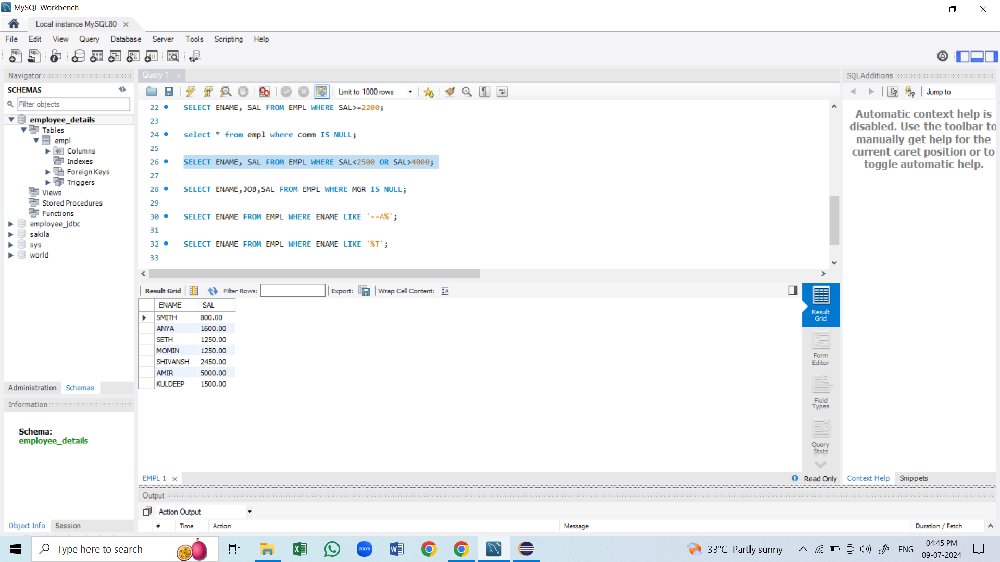 MySQL Workbench
Local instance MySQL80
File Edit View Query Database Server Tools Scripting Help
Navigator
SCHEMAS
Filter objects
employee_details
Tables
empl
Columns
Indexes
Foreign Keys
Triggers
Views
Stored Procedures
Functions
employee_jdbc
sakila
sys
world
Administration Schemas
Information
Schema:
employee_details
Object Info Session
Query 1
Limit to 1000 rows
22 SELECT ENAME, SAL FROM EMPL WHERE SAL>=2200;
23
24 select * from empl where comm IS NULL;
25
26 SELECT ENAME, SAL FROM EMPL WHERE SAL<2500 OR SAL>4000;
27
28 SELECT ENAME,JOB,SAL FROM EMPL WHERE MGR IS NULL;
29
30 SELECT ENAME FROM EMPL WHERE ENAME LIKE '--A%';
31
32 SELECT ENAME FROM EMPL WHERE ENAME LIKE '%T';
33
Result Grid Filter Rows: Export: Wrap Cell Content:
ENAME SAL
SMITH 800.00
ANYA 1600.00
SETH 1250.00
MOMIN 1250.00
SHIVANSH 2450.00
AMIR 5000.00
KULDEEP 1500.00
Result
Grid
Form
Editor
Field
Types
Query
Stats
EMPL 1
Read Only
Output
Action Output
# Time Action Message Duration / Fetch
SQLAdditions
Jump to
Automatic context help is
disabled. Use the toolbar to
manually get help for the
current caret position or to
toggle automatic help.
Context Help Snippets
Type here to search
zoom
33°C Partly sunny
ENG
04:45 PM
09-07-2024